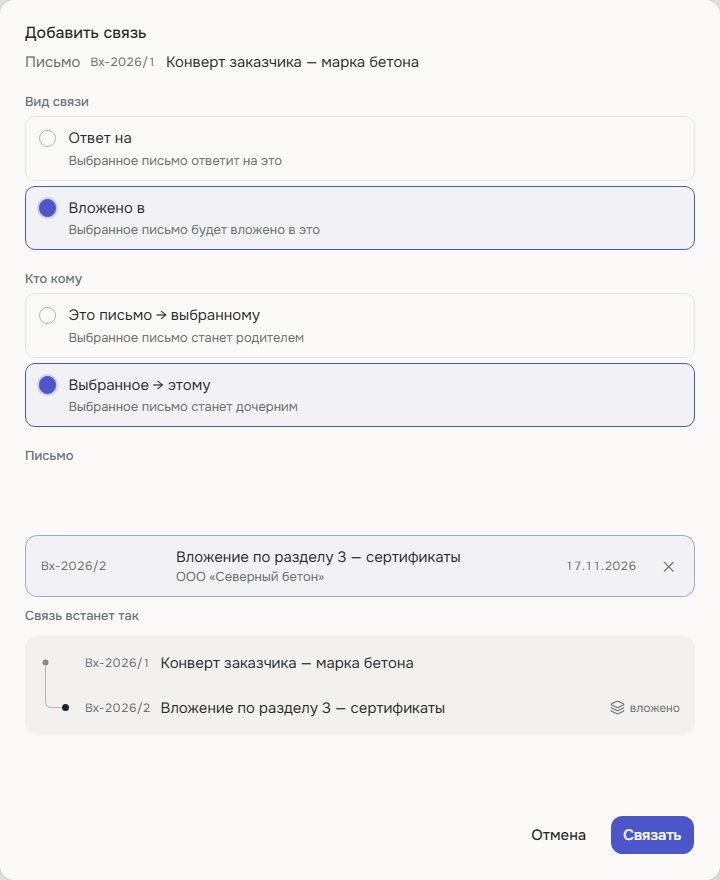 Добавить связь
Письмо Вх-2026/1 Конверт заказчика — марка бетона
Вид связи
Ответ на
Выбранное письмо ответит на это
Вложено в
Выбранное письмо будет вложено в это
Кто кому
Это письмо → выбранному
Выбранное письмо станет родителем
Выбранное → этому
Выбранное письмо станет дочерним
Письмо
Вх-2026/2 Вложение по разделу 3 — сертификаты 17.11.2026
ООО «Северный бетон»
Связь встанет так
Вх-2026/1 Конверт заказчика — марка бетона
Вх-2026/2 Вложение по разделу 3 — сертификаты вложено
Отмена Связать